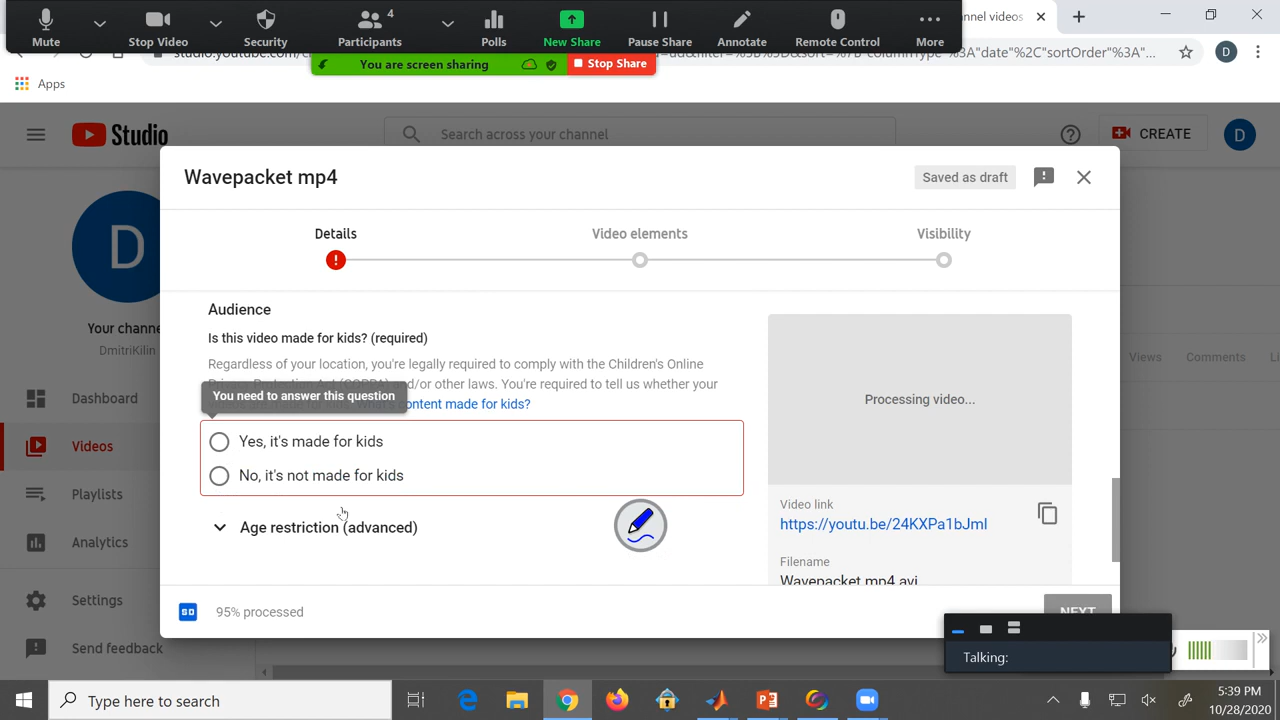 4
Mute
Stop Video
Security
Participants
Polls
New Share
Pause Share
Annotate
Remote Control
More
nnel videos
You are screen sharing
Stop Share
D
Apps
Studio
Search across your channel
CREATE
D
D
Your channe
DmitriKilin
Dashboard
Videos
Playlists
Analytics
Settings
Send feedback
Wavepacket mp4
Saved as draft
Details
Video elements
Visibility
Audience
Is this video made for kids? (required)
Regardless of your location, you're legally required to comply with the Children's Online
and/or other laws. You're required to tell us whether your
content made for kids?
You need to answer this question
Yes, it's made for kids
No, it's not made for kids
Age restriction (advanced)
Processing video...
Video link
https://youtu.be/24KXPa1bJmI
Filename
Wavepacket mp4.avi
SD
95% processed
NEXT
Views
Comments
Li
Talking:
Type here to search
5:39 PM
10/28/2020